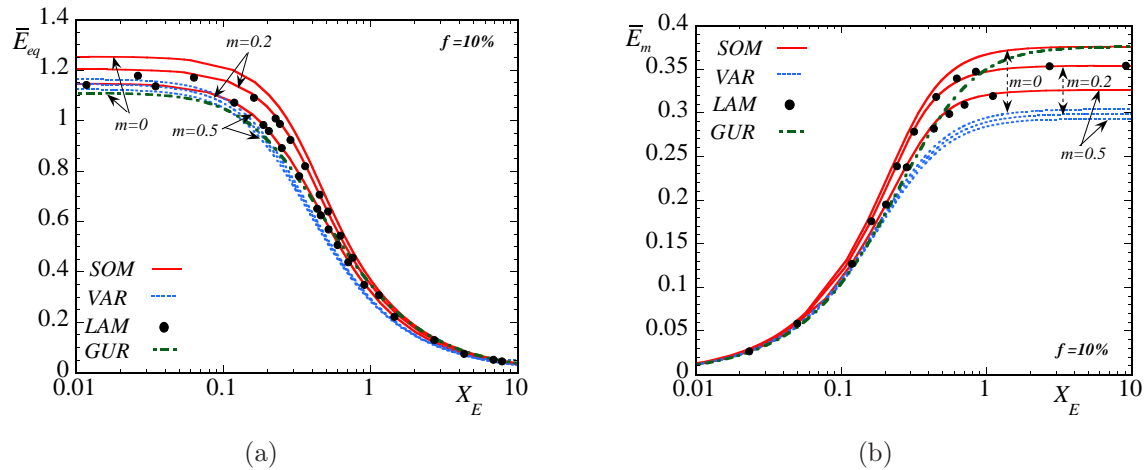 1.4
1.2
1
0.8
0.6
0.4
0.2
0
Ē_eq
m=0.2
f=10%
m=0.5
m=0
SOM
VAR
LAM
GUR
0.01 0.1 1 10
X_E
(a)
0.4
0.35
0.3
0.25
0.2
0.15
0.1
0.05
0
Ē_m
SOM
VAR
LAM
GUR
m=0
m=0.2
m=0.5
f=10%
0.01 0.1 1 10
X_E
(b)